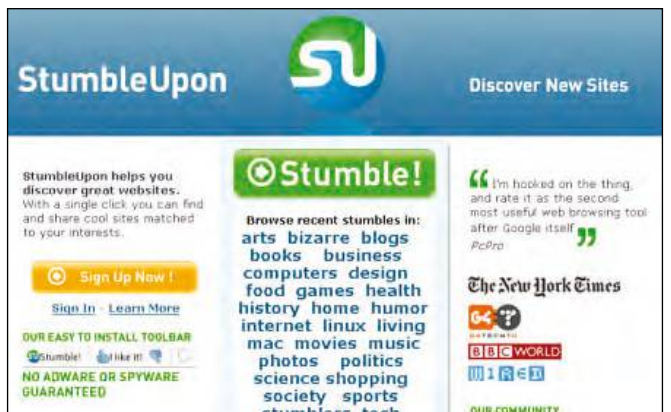 StumbleUpon
SU
Discover New Sites
StumbleUpon helps you
discover great websites.
With a single click you can find
and share cool sites matched
to your interests.
Sign Up Now !
Sign In - Learn More
OUR EASY TO INSTALL TOOLBAR
Stumble! I like it!
NO ADWARE OR SPYWARE
GUARANTEED
Stumble!
Browse recent stumbles in:
arts bizarre blogs
books business
computers design
food games health
history home humor
internet linux living
mac movies music
photos politics
science shopping
society sports
stumblers tech
“ I'm hooked on the thing,
and rate it as the second
most useful web browsing tool
after Google itself ”
PcPro
The New York Times
G4 ?
BBC WORLD
WIRED
OUR COMMUNITY